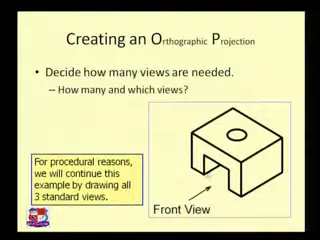 Creating an Orthographic Projection
• Decide how many views are needed.
– How many and which views?
For procedural reasons,
we will continue this
example by drawing all
3 standard views.
Front View